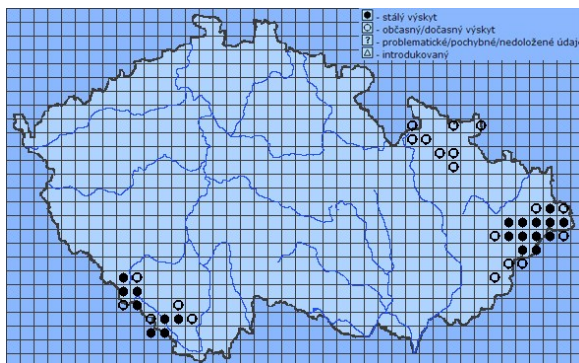 - stálý výskyt
- občasný/dočasný výskyt
? - problematické/pochybné/nedoložené údaje
- introdukovaný